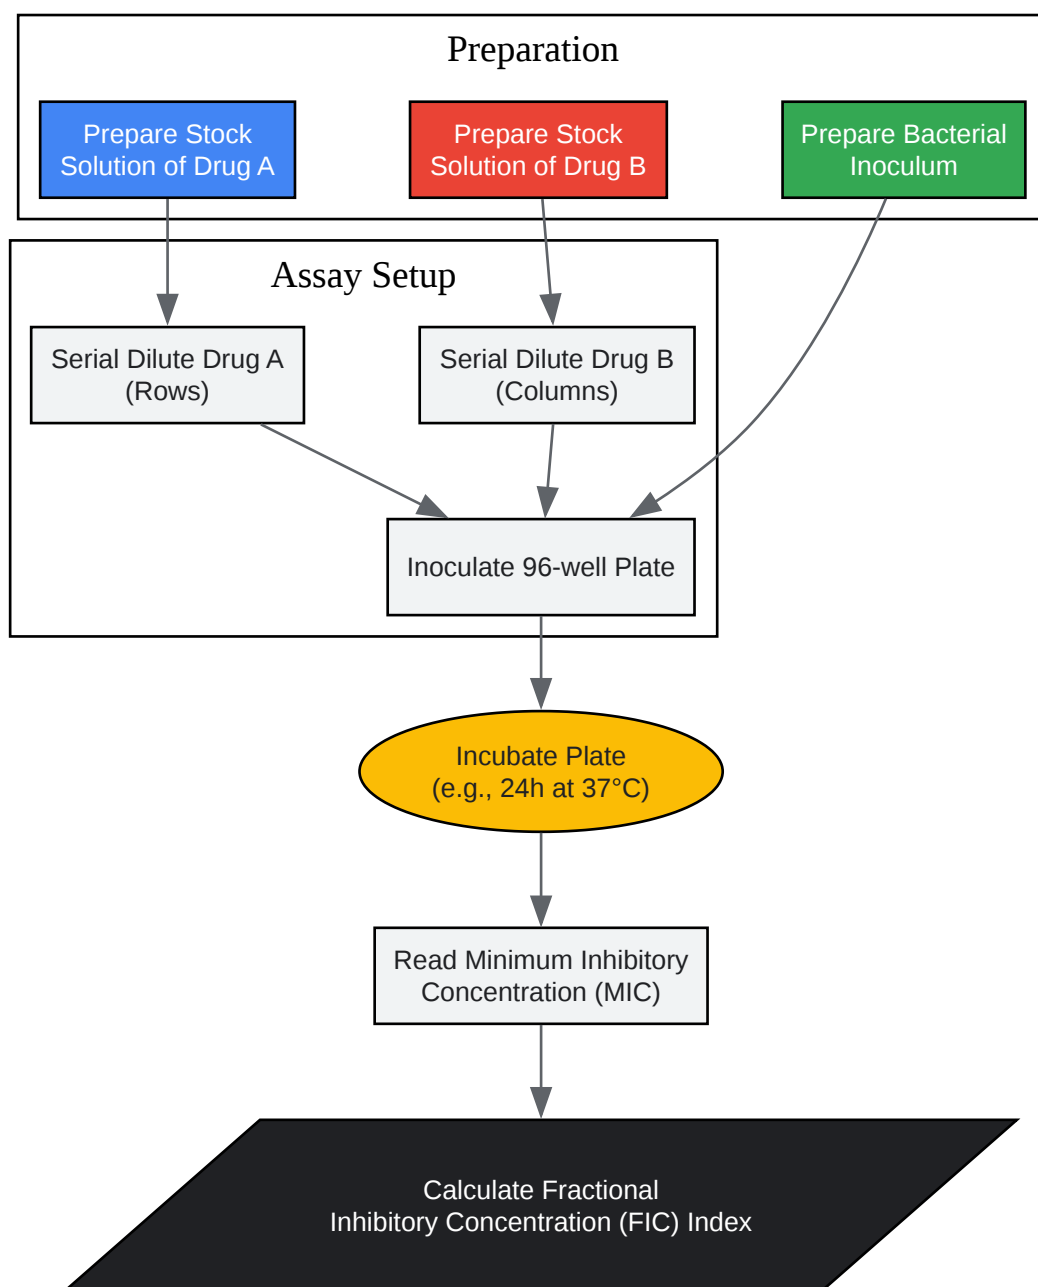 Preparation
Prepare Stock
Solution of Drug A
Prepare Stock
Solution of Drug B
Prepare Bacterial
Inoculum
Assay Setup
Serial Dilute Drug A
(Rows)
Serial Dilute Drug B
(Columns)
Inoculate 96-well Plate
Incubate Plate
(e.g., 24h at 37°C)
Read Minimum Inhibitory
Concentration (MIC)
Calculate Fractional
Inhibitory Concentration (FIC) Index